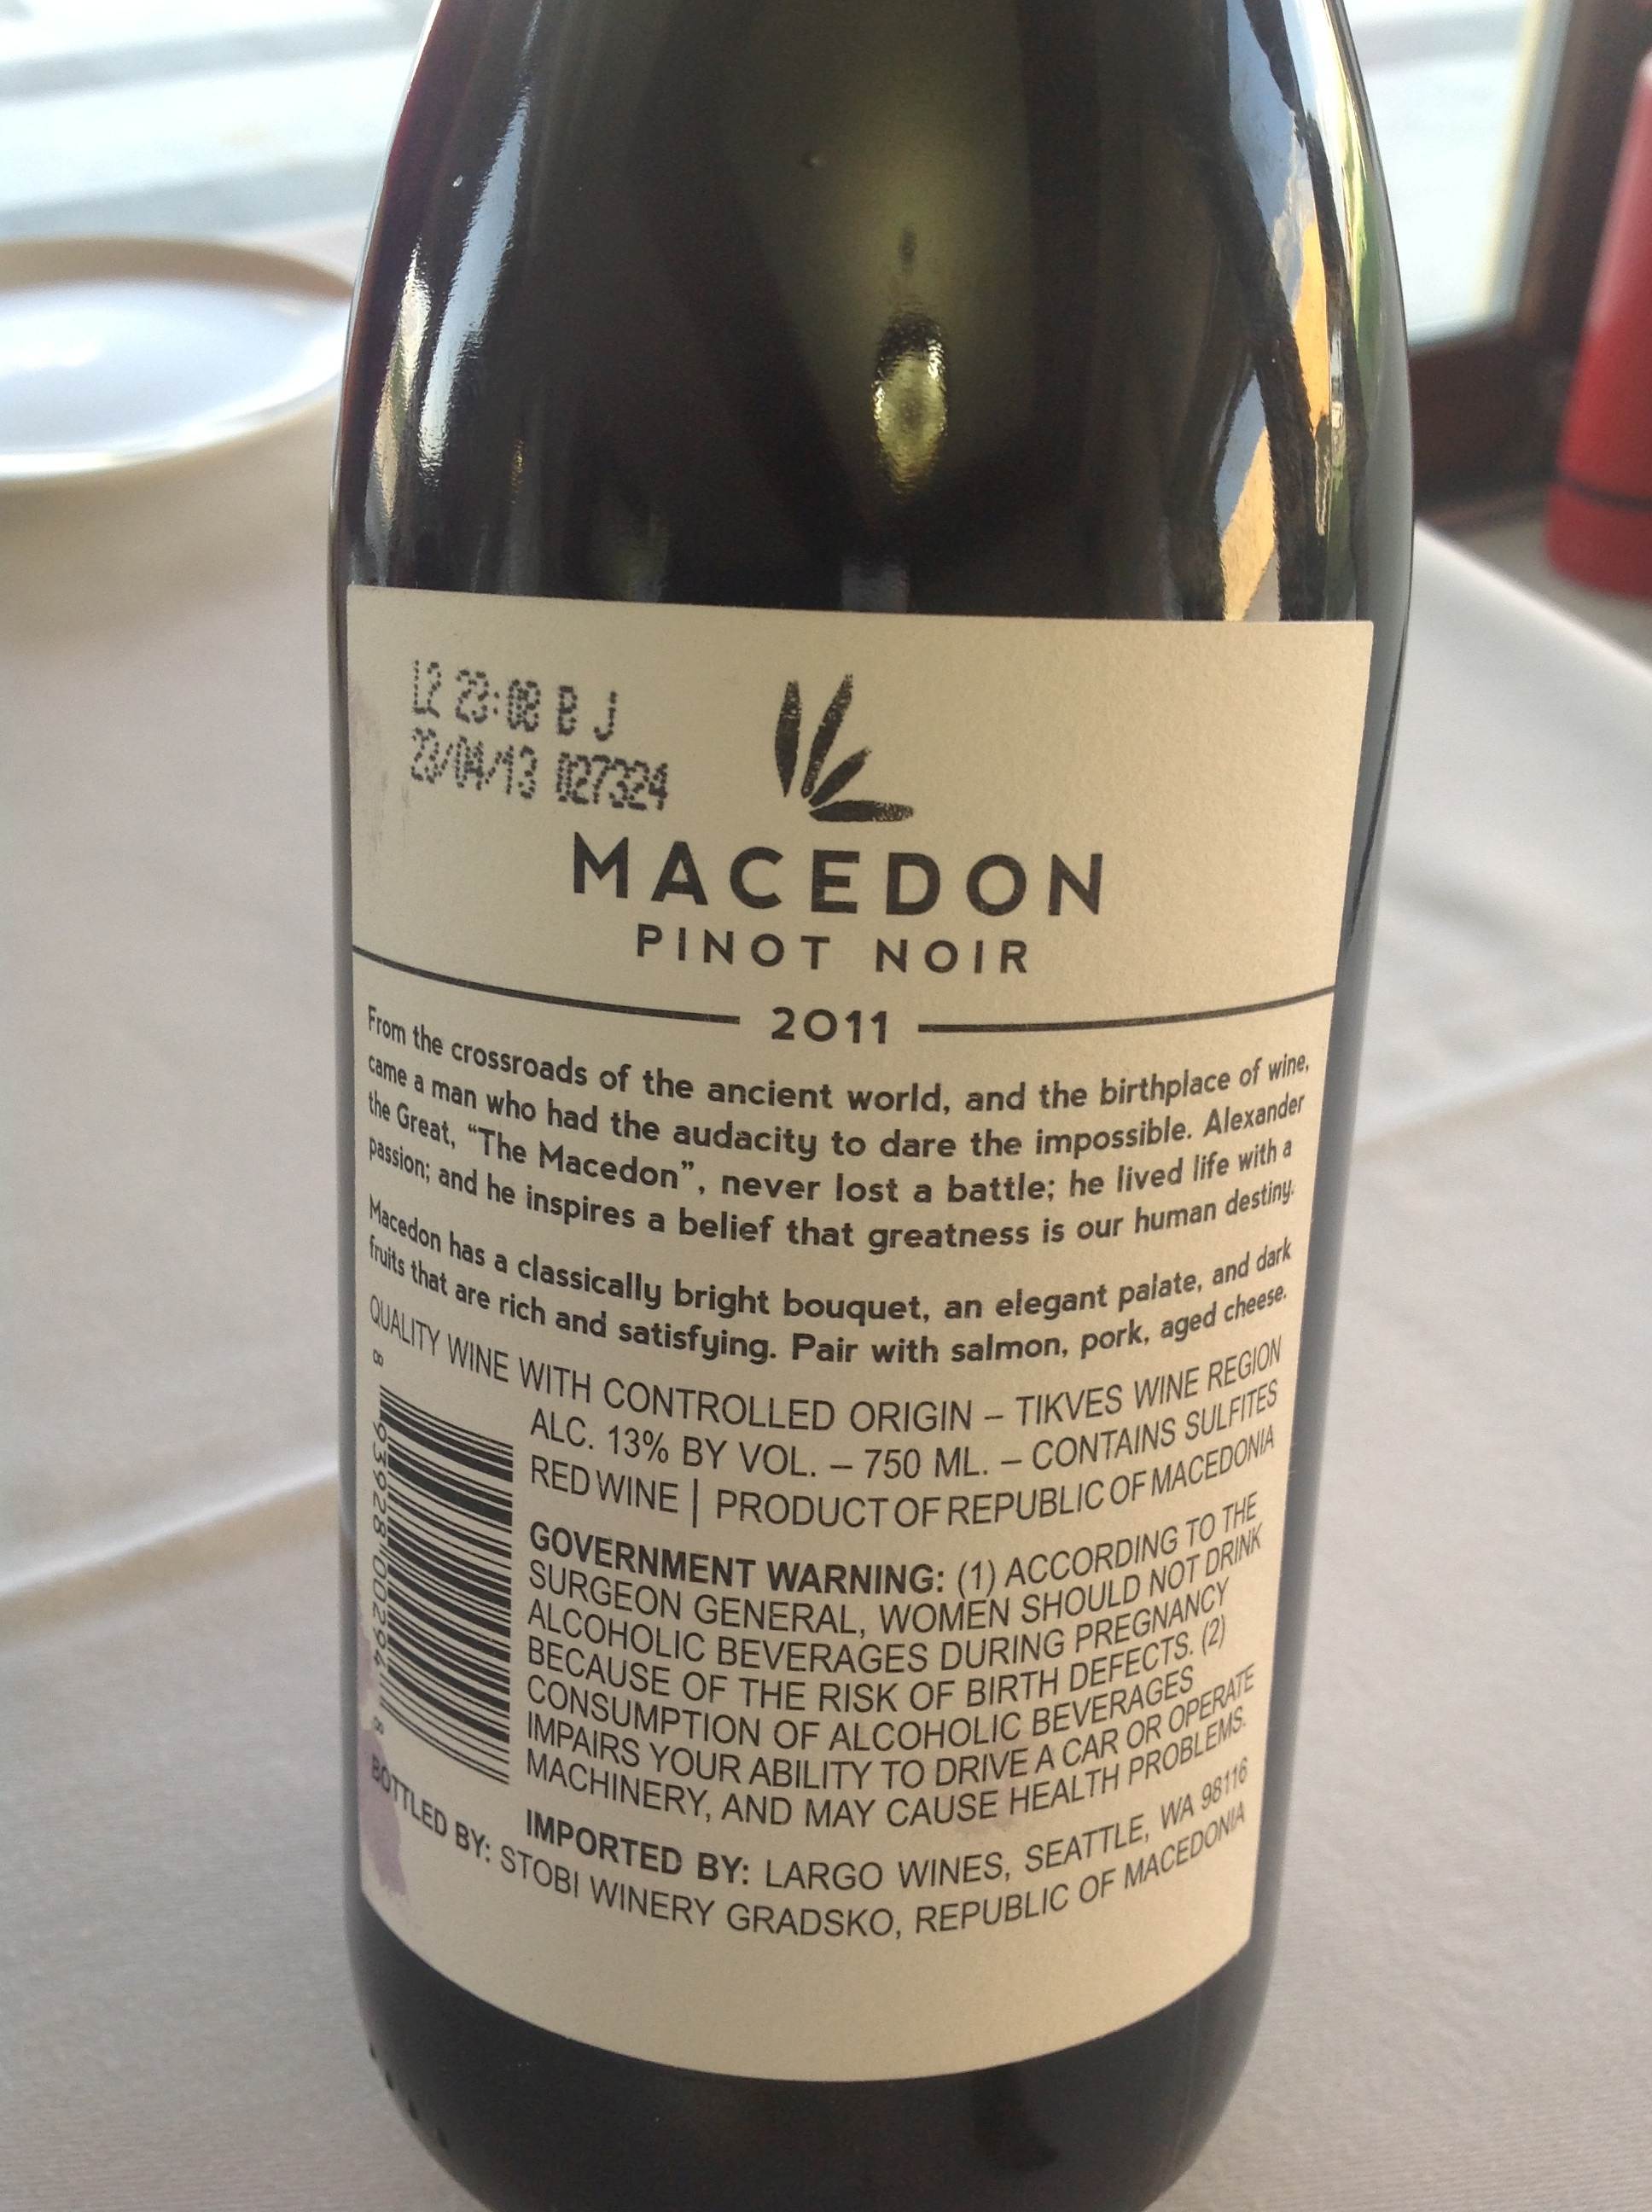 L2 23:08 B J
23/04/13 027324
MACEDON
PINOT NOIR
2011
From the crossroads of the ancient world, and the birthplace of wine,
came a man who had the audacity to dare the impossible. Alexander
the Great, “The Macedon”, never lost a battle; he lived life with a
passion; and he inspires a belief that greatness is our human destiny.
Macedon has a classically bright bouquet, an elegant palate, and dark
fruits that are rich and satisfying. Pair with salmon, pork, aged cheese.
QUALITY WINE WITH CONTROLLED ORIGIN – TIKVES WINE REGION
ALC. 13% BY VOL. – 750 ML. – CONTAINS SULFITES
RED WINE | PRODUCT OF REPUBLIC OF MACEDONIA
8 93928 00294 8
GOVERNMENT WARNING: (1) ACCORDING TO THE
SURGEON GENERAL, WOMEN SHOULD NOT DRINK
ALCOHOLIC BEVERAGES DURING PREGNANCY
BECAUSE OF THE RISK OF BIRTH DEFECTS. (2)
CONSUMPTION OF ALCOHOLIC BEVERAGES
IMPAIRS YOUR ABILITY TO DRIVE A CAR OR OPERATE
MACHINERY, AND MAY CAUSE HEALTH PROBLEMS.
IMPORTED BY: LARGO WINES, SEATTLE, WA 98116
BOTTLED BY: STOBI WINERY GRADSKO, REPUBLIC OF MACEDONIA